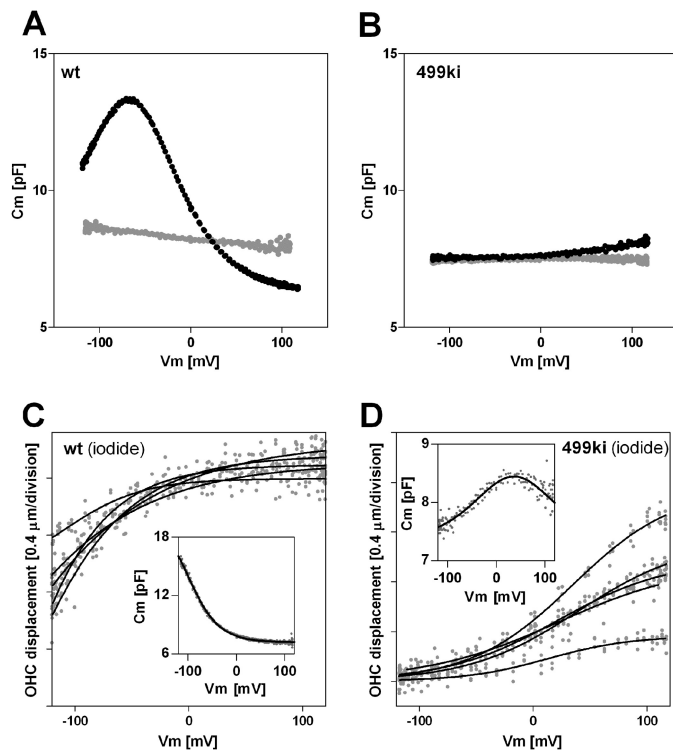 A
wt
15
10
5
Cm [pF]
-100
0
100
Vm [mV]
B
499ki
15
10
5
Cm [pF]
-100
0
100
Vm [mV]
C
wt (iodide)
OHC displacement [0.4 μm/division]
-100
0
100
Vm [mV]
18
12
6
Cm [pF]
-100
0
100
Vm [mV]
D
499ki (iodide)
OHC displacement [0.4 μm/division]
-100
0
100
Vm [mV]
9
8
7
Cm [pF]
-100
0
100
Vm [mV]